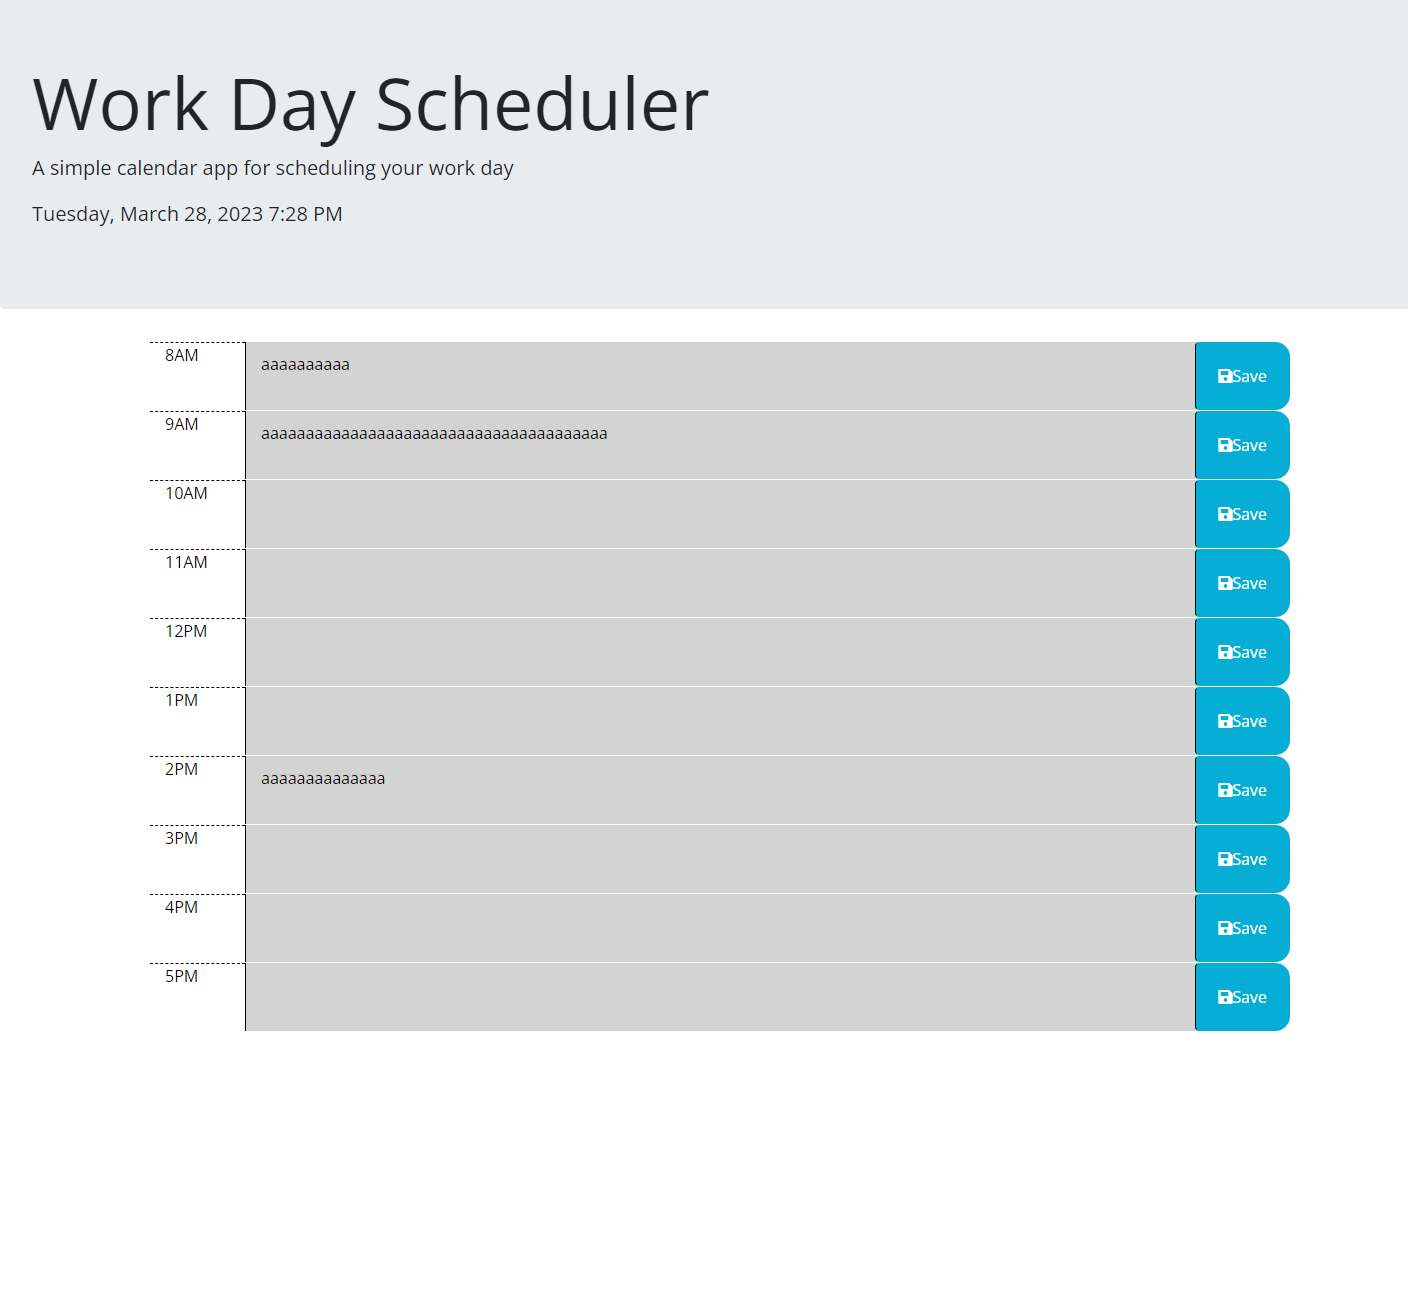 Work Day Scheduler
A simple calendar app for scheduling your work day
Tuesday, March 28, 2023 7:28 PM
8AM aaaaaaaaaa Save
9AM aaaaaaaaaaaaaaaaaaaaaaaaaaaaaaaaaaaaaaa Save
10AM Save
11AM Save
12PM Save
1PM Save
2PM aaaaaaaaaaaaaa Save
3PM Save
4PM Save
5PM Save